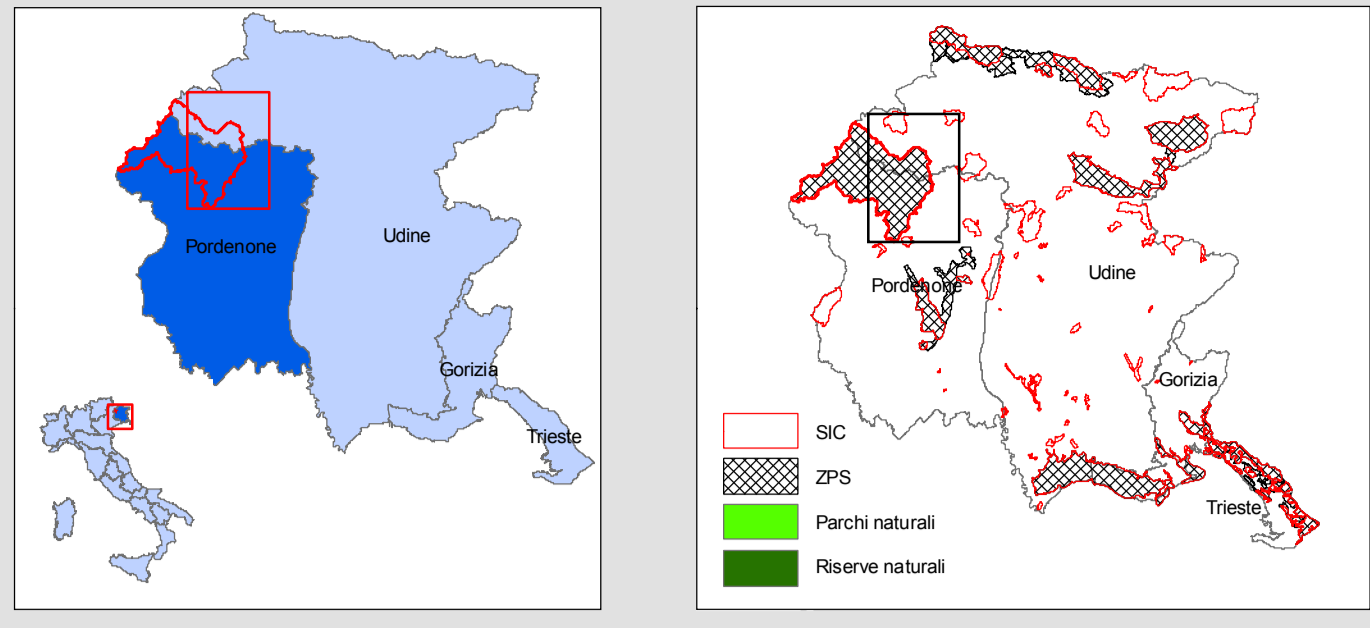 Pordenone
Udine
Gorizia
Trieste
Udine
Pordenone
Gorizia
Trieste
SIC
ZPS
Parchi naturali
Riserve naturali